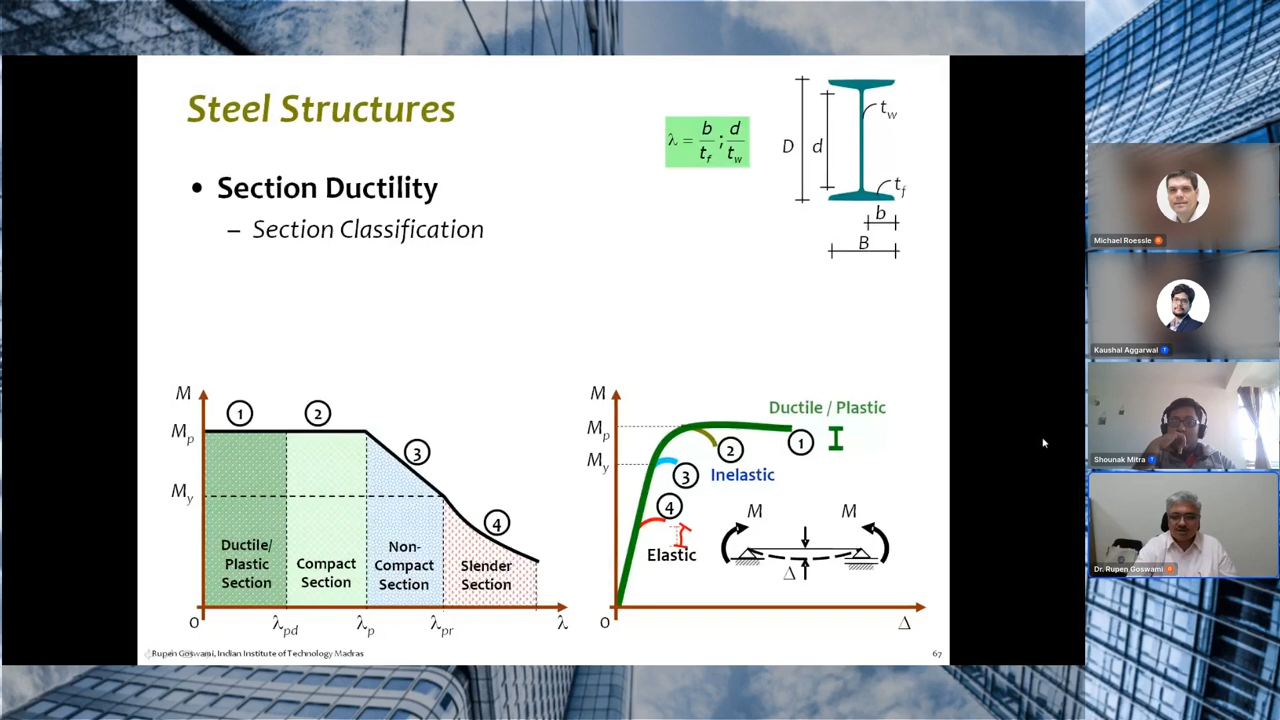 Steel Structures
λ = b/t_f ; d/t_w
D
d
t_w
t_f
b
B
• Section Ductility
– Section Classification
M
M_p
M_y
1
2
3
4
Ductile/
Plastic
Section
Compact
Section
Non-
Compact
Section
Slender
Section
0
λ_pd
λ_p
λ_pr
λ
M
M_p
M_y
Ductile / Plastic
1
2
Inelastic
3
4
Elastic
M
M
Δ
0
Δ
Rupen Goswami, Indian Institute of Technology Madras
67
Michael Roessle
Kaushal Aggarwal
Shounak Mitra
Dr. Rupen Goswami